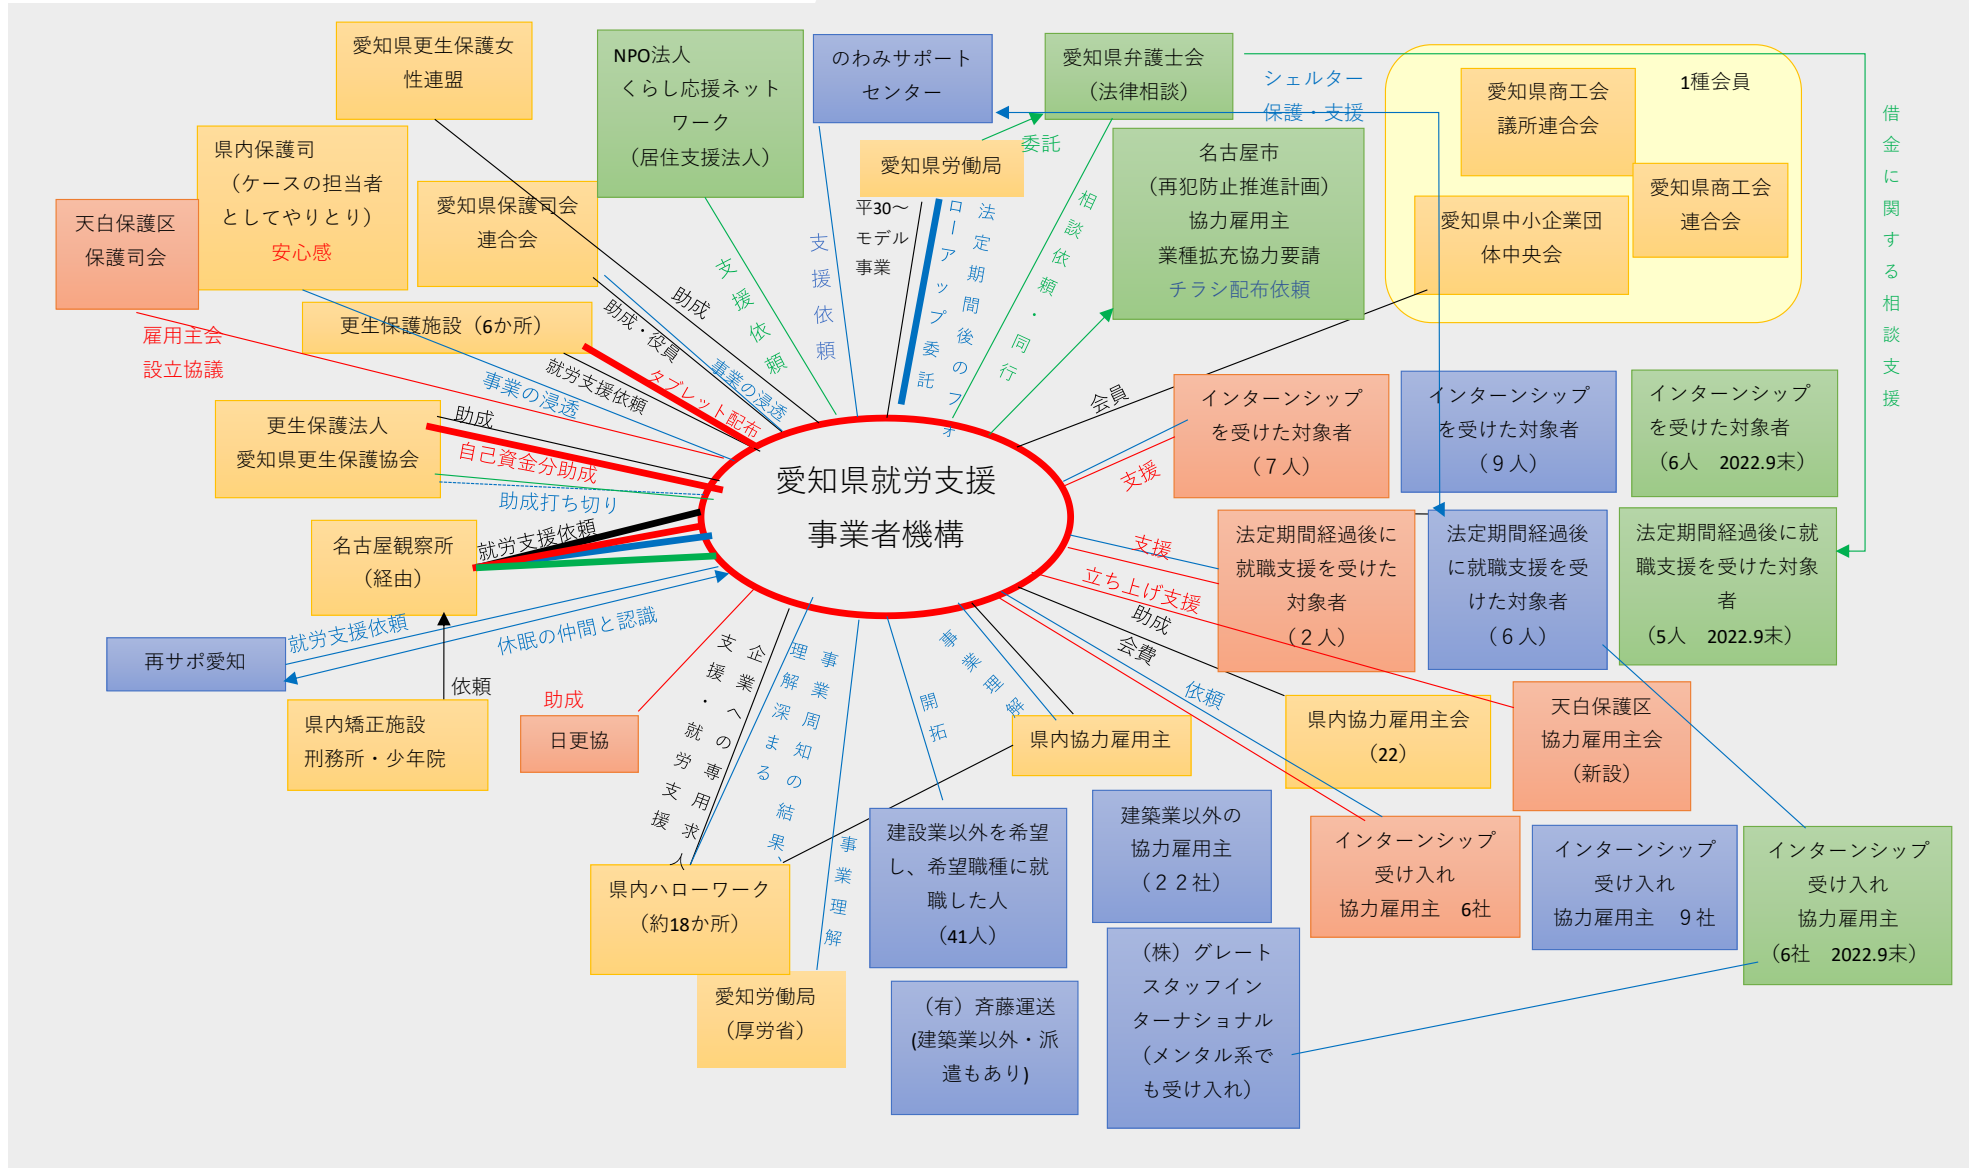 愛知県更生保護女
性連盟
NPO法人
くらし応援ネット
ワーク
（居住支援法人）
のわみサポート
センター
愛知県弁護士会
（法律相談）
シェルター
保護・支援
1種会員
愛知県商工会
議所連合会
愛知県商工会
連合会
愛知県中小企業団
体中央会
借金に関する相談支援
県内保護司
（ケースの担当者
としてやりとり）
安心感
天白保護区
保護司会
愛知県保護司会
連合会
愛知県労働局
委託
名古屋市
（再犯防止推進計画）
協力雇用主
業種拡充協力要請
チラシ配布依頼
平30～
モデル
事業
法定期間後のフォ
ローアップ委託
相談依頼・同行
支援依頼
支援依頼
助成
助成・役員
事業の浸透
更生保護施設（6か所）
雇用主会
設立協議
就労支援依頼
タブレット配布
事業の浸透
会員
更生保護法人
愛知県更生保護協会
助成
自己資金分助成
助成打ち切り
愛知県就労支援
事業者機構
支援
インターンシップ
を受けた対象者
（７人）
インターンシップ
を受けた対象者
（９人）
インターンシップ
を受けた対象者
（6人　2022.9末）
名古屋観察所
（経由）
就労支援依頼
支援
立ち上げ支援
法定期間経過後に
就職支援を受けた
対象者
（２人）
法定期間経過後
に就職支援を受
けた対象者
（６人）
法定期間経過後に就
職支援を受けた対象
者
（5人　2022.9末）
再サポ愛知
就労支援依頼
休眠の仲間と認識
依頼
県内矯正施設
刑務所・少年院
助成
日更協
企業への専用求人
支援・就労支援
事業周知の結果、
理解深まる
事業理解
開拓
事業理解
助成
会費
依頼
県内協力雇用主
県内協力雇用主会
（22）
天白保護区
協力雇用主会
（新設）
県内ハローワーク
（約18か所）
愛知労働局
（厚労省）
建設業以外を希望
し、希望職種に就
職した人
（41人）
建築業以外の
協力雇用主
（２２社）
インターンシップ
受け入れ
協力雇用主　6社
インターンシップ
受け入れ
協力雇用主　９社
インターンシップ
受け入れ
協力雇用主
（6社　2022.9末）
（有）斉藤運送
(建築業以外・派
遣もあり)
（株）グレート
スタッフイン
ターナショナル
（メンタル系で
も受け入れ）